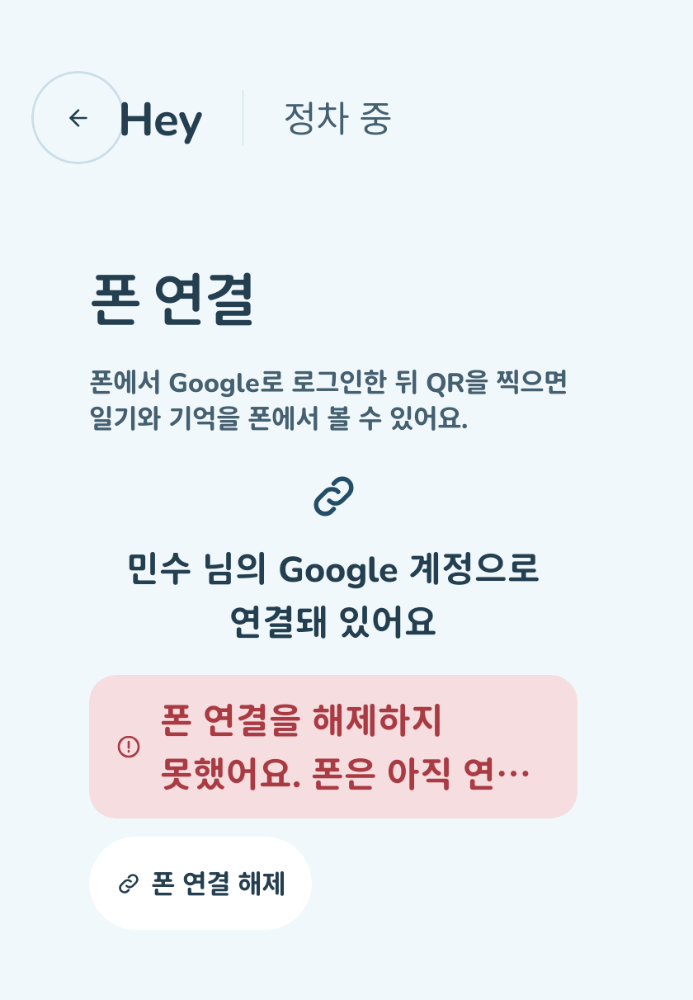 Hey
정차 중
폰 연결
폰에서 Google로 로그인한 뒤 QR을 찍으면
일기와 기억을 폰에서 볼 수 있어요.
민수 님의 Google 계정으로
연결돼 있어요
폰 연결을 해제하지
못했어요. 폰은 아직 연…
폰 연결 해제